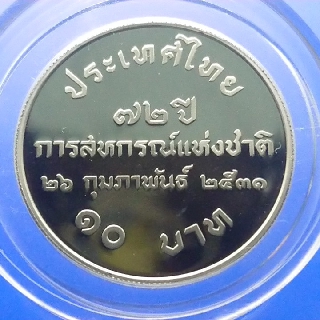 ประเทศไทย
๗๒ ปี
การสหกรณ์แห่งชาติ
๒๖ กุมภาพันธ์ ๒๕๓๑
๑๐ บาท